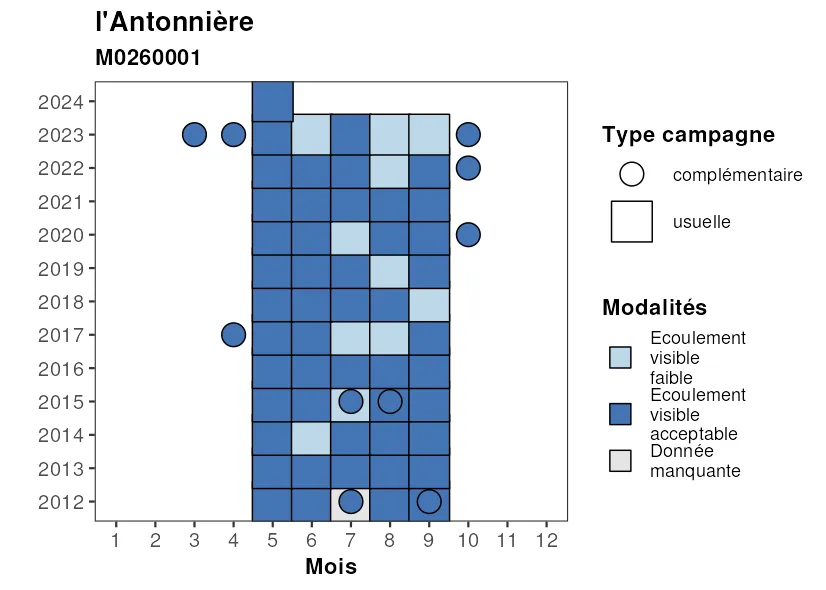 l'Antonnière
M0260001
2024
2023
2022
2021
2020
2019
2018
2017
2016
2015
2014
2013
2012
1 2 3 4 5 6 7 8 9 10 11 12
Mois
Type campagne
complémentaire
usuelle
Modalités
Ecoulement
visible
faible
Ecoulement
visible
acceptable
Donnée
manquante